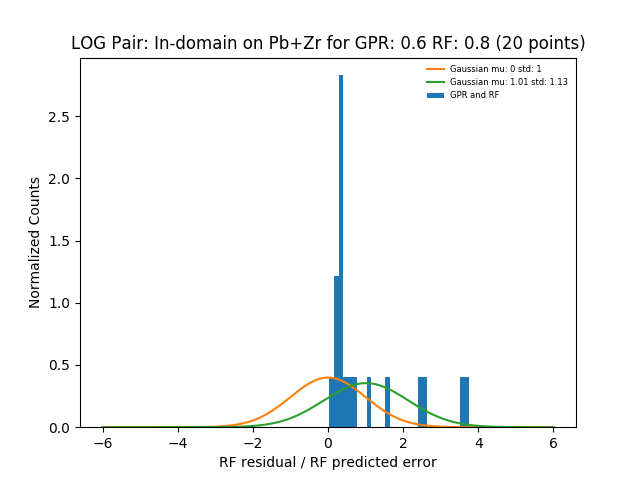 LOG Pair: In-domain on Pb+Zr for GPR: 0.6 RF: 0.8 (20 points)
Gaussian mu: 0 std: 1
Gaussian mu: 1.01 std: 1.13
GPR and RF
Normalized Counts
2.5
2.0
1.5
1.0
0.5
0.0
−6 −4 −2 0 2 4 6
RF residual / RF predicted error